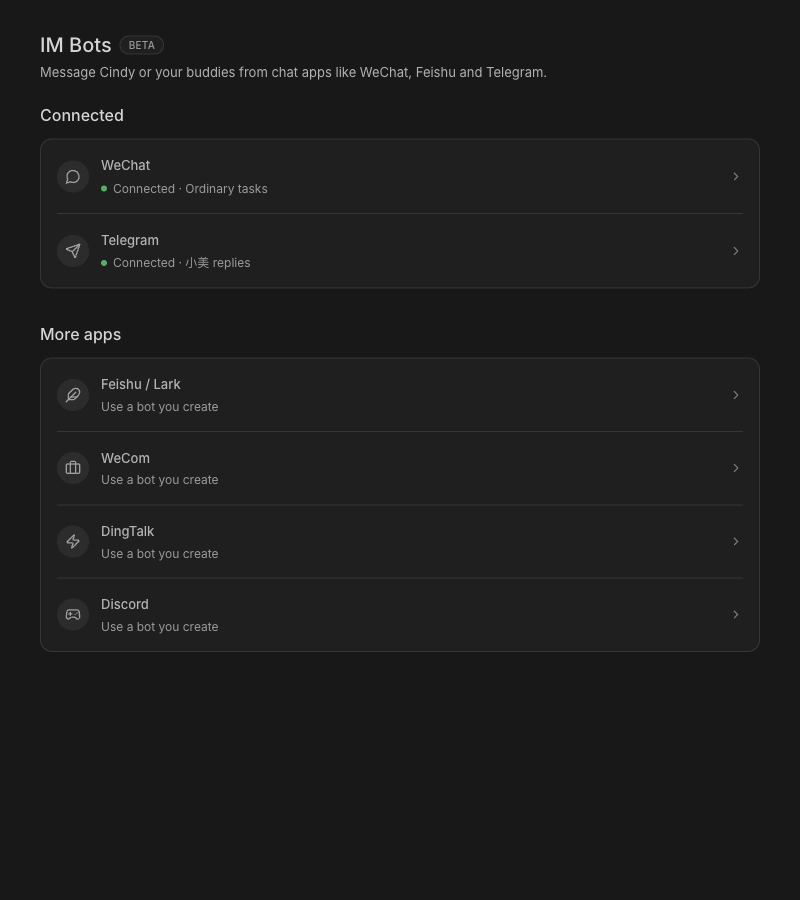 IM Bots BETA
Message Cindy or your buddies from chat apps like WeChat, Feishu and Telegram.
Connected
WeChat
Connected · Ordinary tasks
Telegram
Connected · 小美 replies
More apps
Feishu / Lark
Use a bot you create
WeCom
Use a bot you create
DingTalk
Use a bot you create
Discord
Use a bot you create